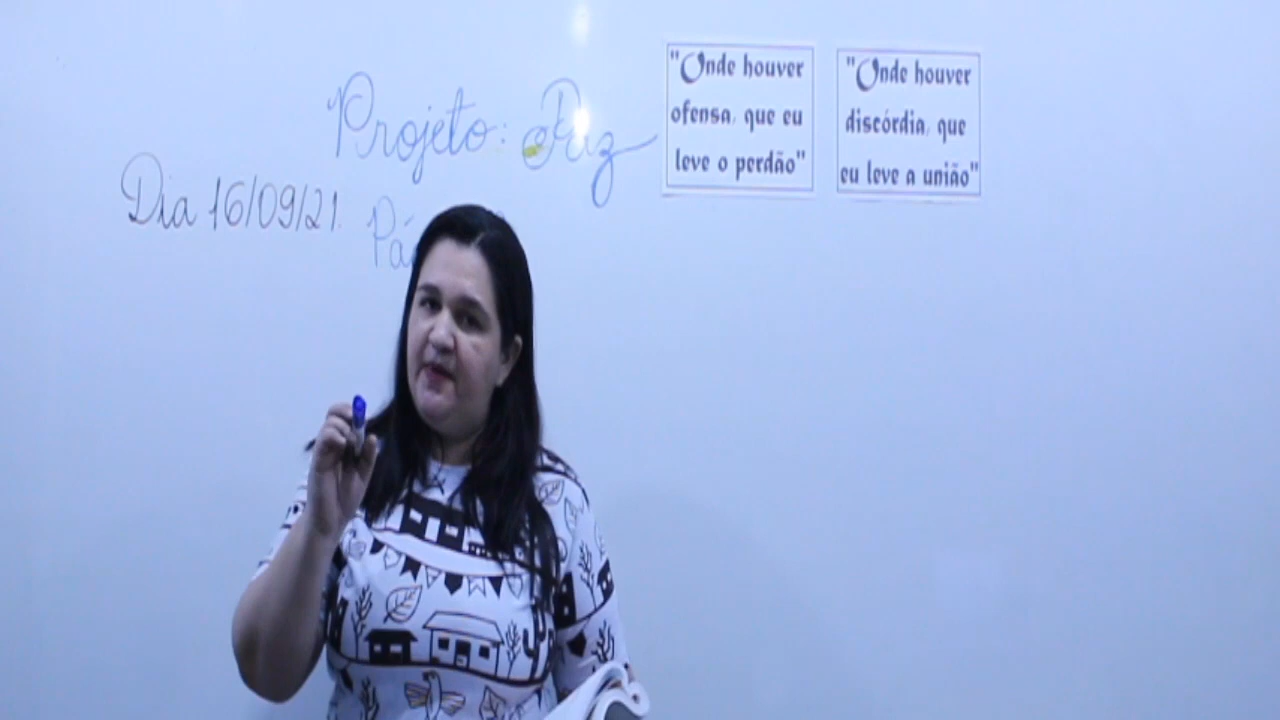 Projeto: Paz
Dia 16/09/21.
"Onde houver
ofensa, que eu
leve o perdão"
"Onde houver
discórdia, que
eu leve a união"